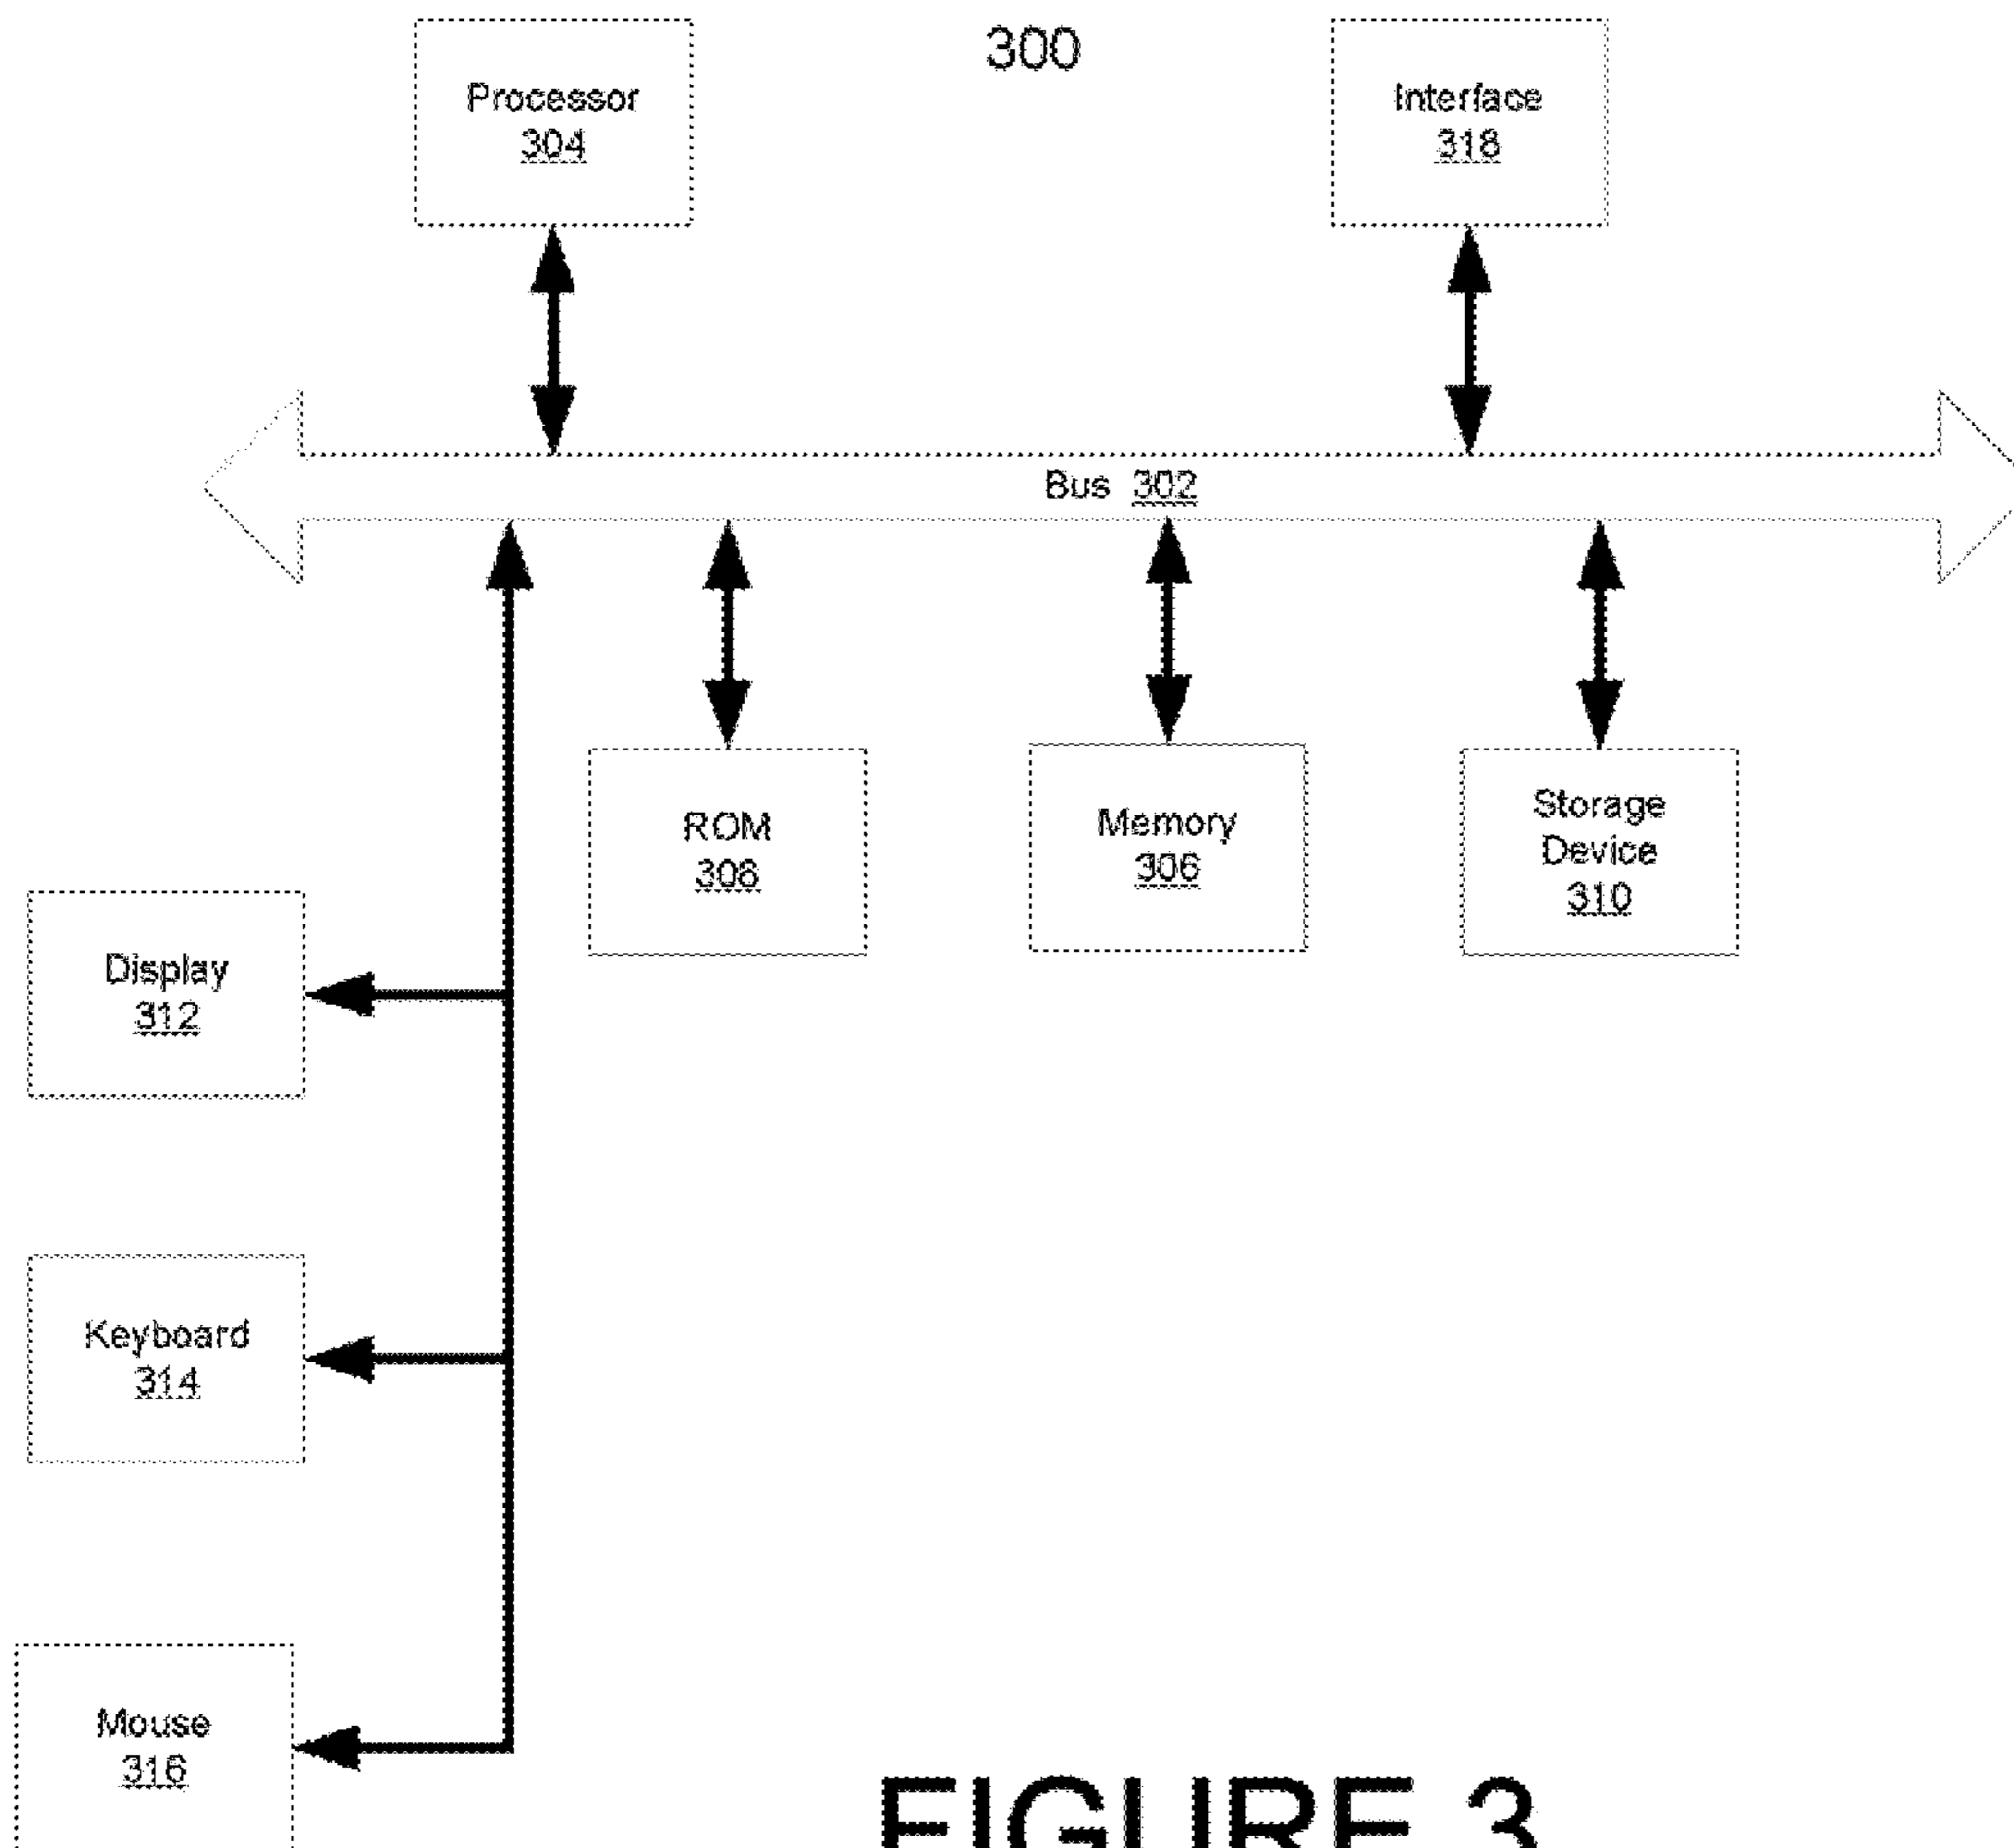 300
Processor
304
Interface
318
Bus 302
ROM
308
Memory
306
Storage
Device
310
Display
312
Keyboard
314
Mouse
316
FIGURE 3